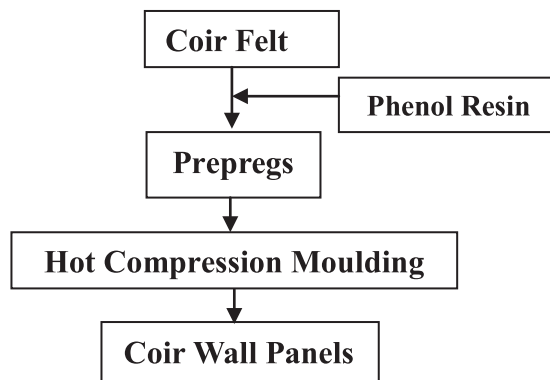 Coir Felt
Phenol Resin
Prepregs
Hot Compression Moulding
Coir Wall Panels